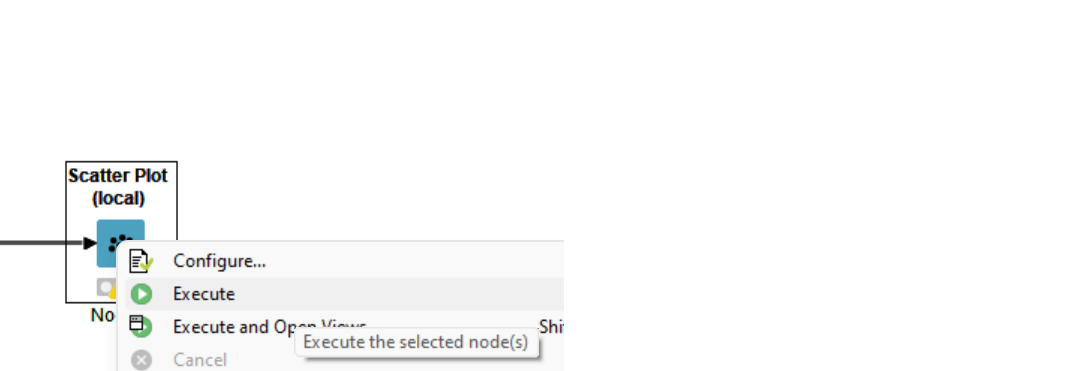 Scatter Plot
(local)
Configure...
No
Execute
Execute and Open Views
Shi
Execute the selected node(s)
Cancel